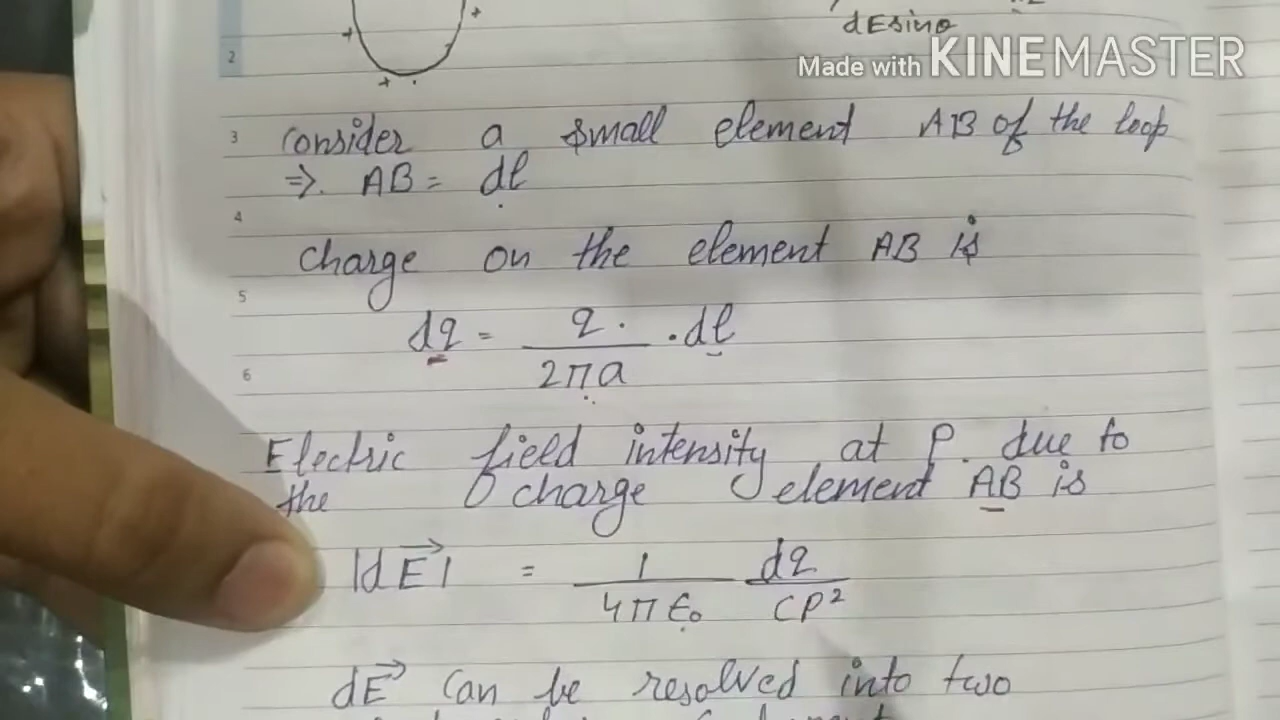 dEsinθ
Made with KINEMASTER
2
3 Consider a small element AB of the loop
⇒. AB = dl
4
Charge on the element AB is
5
dq = q / 2πa . dl
6
Electric field intensity at P. due to
the charge element AB is
|dE⃗| = 1 / 4πε₀ dq / CP²
dE⃗ can be resolved into two